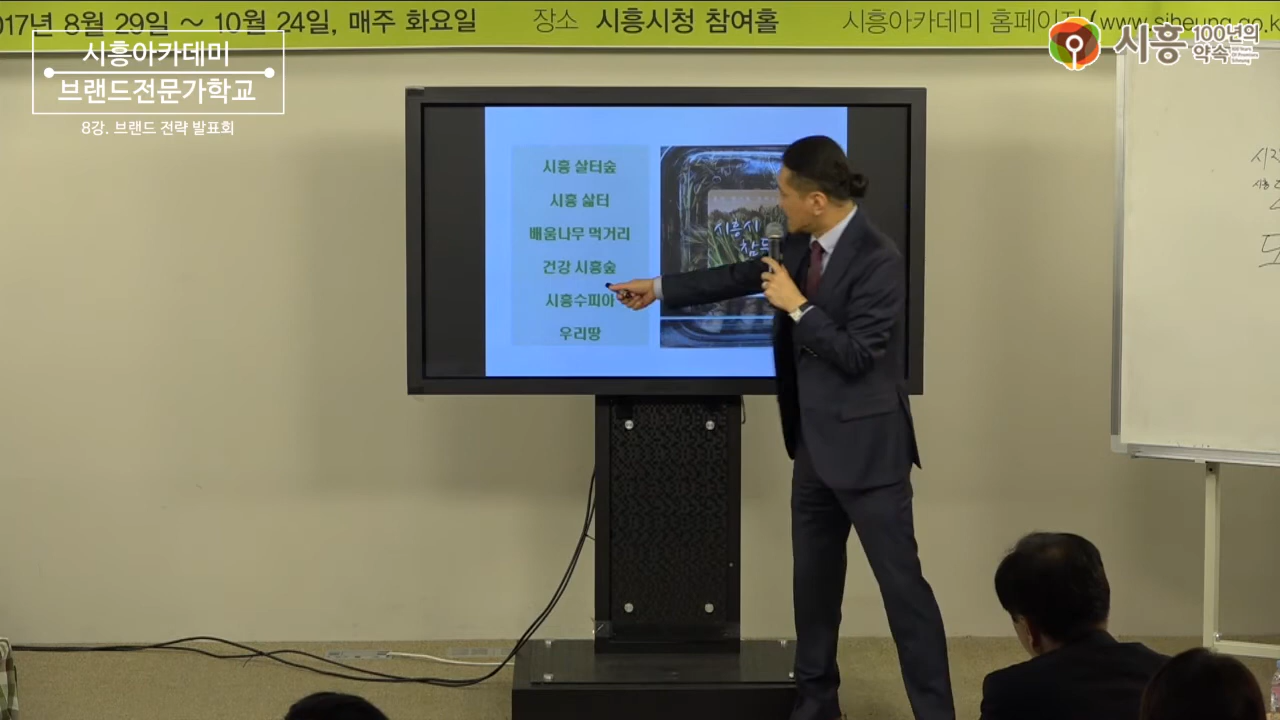 017년 8월 29일 ~ 10월 24일, 매주 화요일 장소 시흥시청 참여홀 시흥아카데미 홈페이지(www.siheung.go.k
시흥아카데미
브랜드전문가학교
8강. 브랜드 전략 발표회
시흥 100년의 약속
시흥 살터숲
시흥 삷터
배움나무 먹거리
건강 시흥숲
시흥수피아
우리땅
시흥시